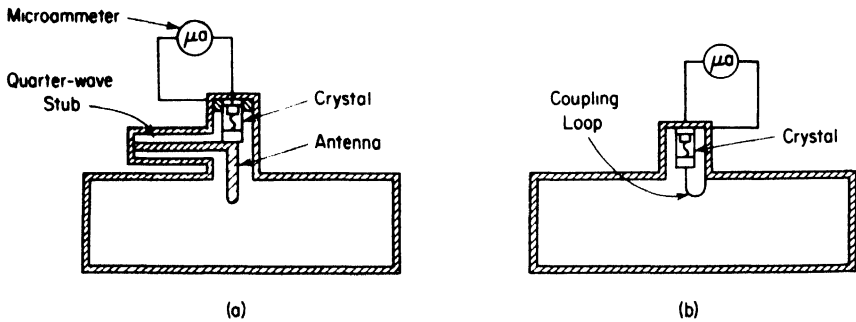 Microammeter
μa
Quarter-wave
Stub
Crystal
Antenna
(a)
μa
Coupling
Loop
Crystal
(b)